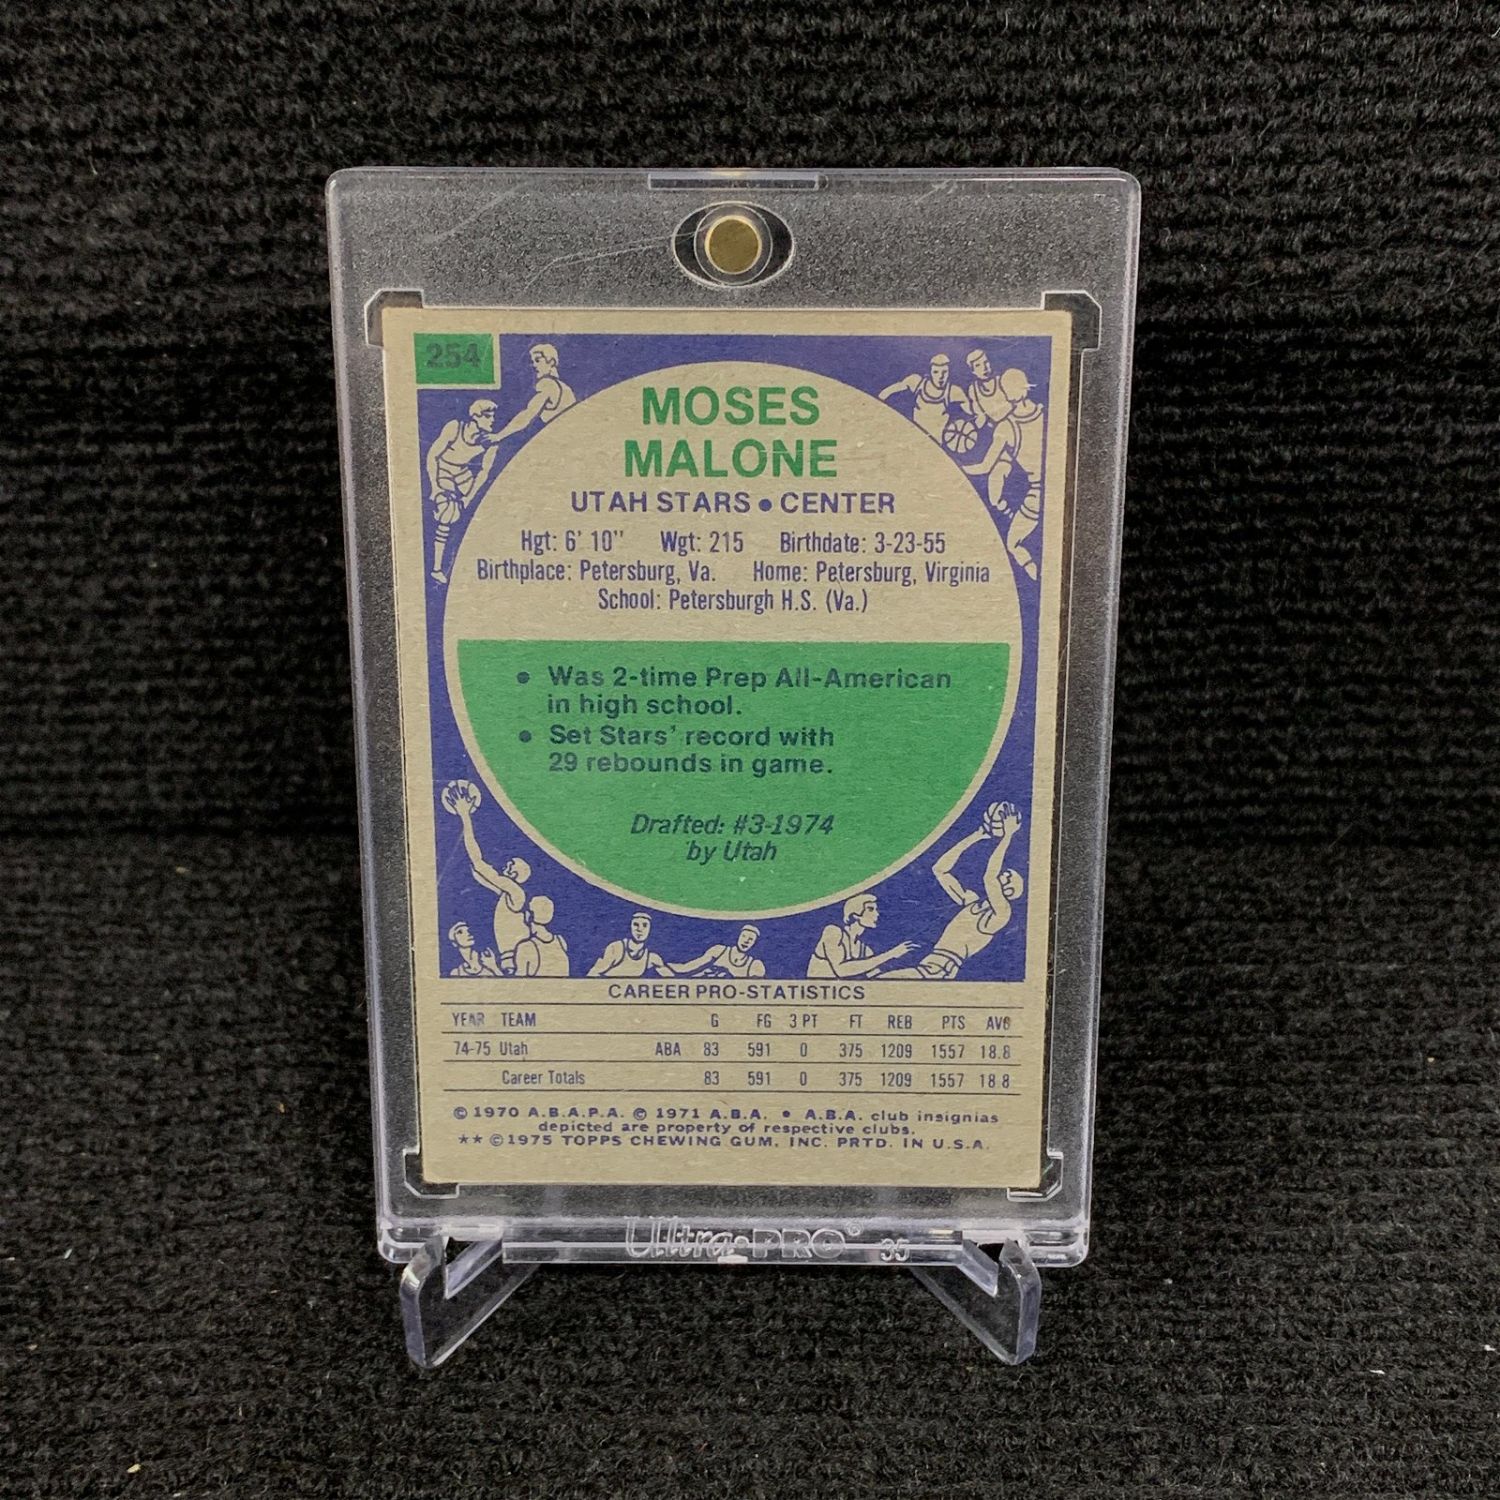 254
MOSES
MALONE
UTAH STARS • CENTER
Hgt: 6' 10" Wgt: 215 Birthdate: 3-23-55
Birthplace: Petersburg, Va. Home: Petersburg, Virginia
School: Petersburgh H.S. (Va.)
• Was 2-time Prep All-American
in high school.
• Set Stars' record with
29 rebounds in game.
Drafted: #3-1974
by Utah
CAREER PRO-STATISTICS
YEAR TEAM G FG 3 PT FT REB PTS AVG
74-75 Utah ABA 83 591 0 375 1209 1557 18.8
Career Totals 83 591 0 375 1209 1557 18 8
© 1970 A.B.A.P.A. © 1971 A.B.A. • A.B.A. club insignias
depicted are property of respective clubs.
** © 1975 TOPPS CHEWING GUM, INC. PRTD. IN U.S.A.
Ultra•PRO© 35